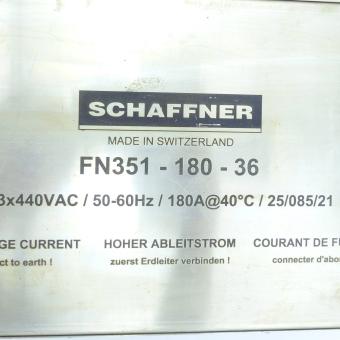 SCHAFFNER
MADE IN SWITZERLAND
FN351 - 180 - 36
3x440VAC / 50-60Hz / 180A@40°C / 25/085/21
GE CURRENT HOHER ABLEITSTROM COURANT DE FU
ct to earth ! zuerst Erdleiter verbinden ! connecter d'abo